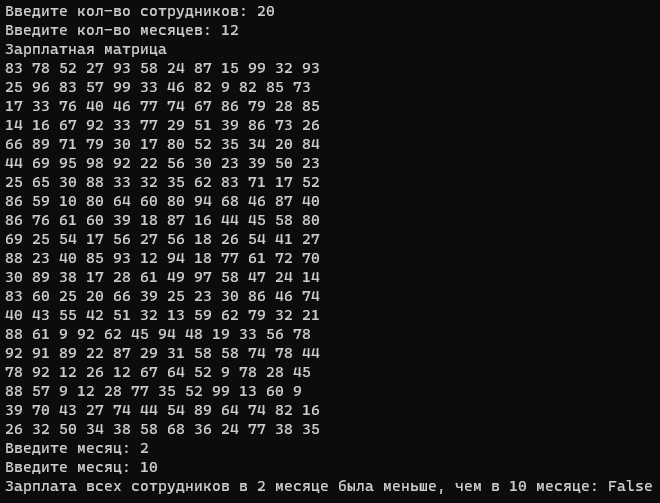 Введите кол-во сотрудников: 20
Введите кол-во месяцев: 12
Зарплатная матрица
83 78 52 27 93 58 24 87 15 99 32 93
25 96 83 57 99 33 46 82 9 82 85 73
17 33 76 40 46 77 74 67 86 79 28 85
14 16 67 92 33 77 29 51 39 86 73 26
66 89 71 79 30 17 80 52 35 34 20 84
44 69 95 98 92 22 56 30 23 39 50 23
25 65 30 88 33 32 35 62 83 71 17 52
86 59 10 80 64 60 80 94 68 46 87 40
86 76 61 60 39 18 87 16 44 45 58 80
69 25 54 17 56 27 56 18 26 54 41 27
88 23 40 85 93 12 94 18 77 61 72 70
30 89 38 17 28 61 49 97 58 47 24 14
83 60 25 20 66 39 25 23 30 86 46 74
40 43 55 42 51 32 13 59 62 79 32 21
88 61 9 92 62 45 94 48 19 33 56 78
92 91 89 22 87 29 31 58 58 74 78 44
78 92 12 26 12 67 64 52 9 78 28 45
88 57 9 12 28 77 35 52 99 13 60 9
39 70 43 27 74 44 54 89 64 74 82 16
26 32 50 34 38 58 68 36 24 77 38 35
Введите месяц: 2
Введите месяц: 10
Зарплата всех сотрудников в 2 месяце была меньше, чем в 10 месяце: False